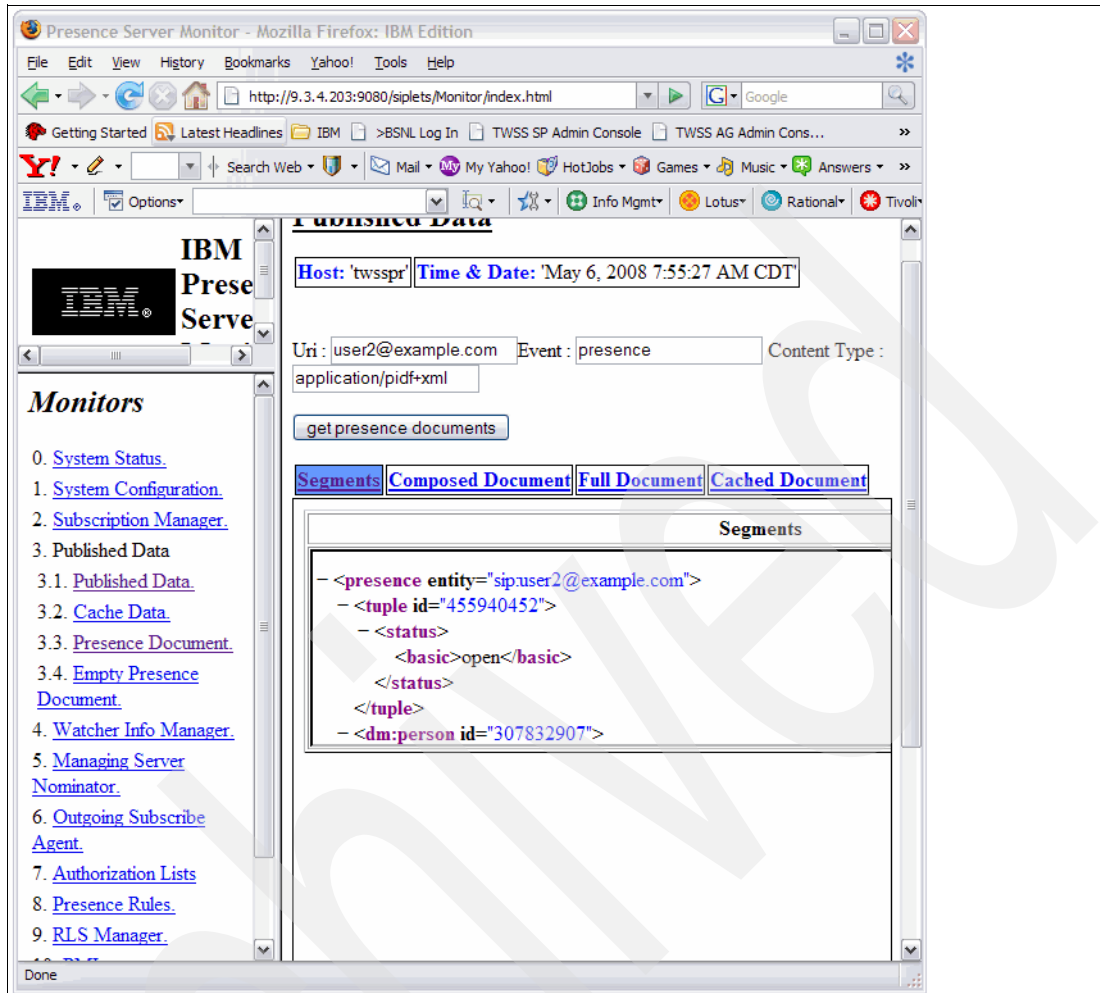 Presence Server Monitor - Mozilla Firefox: IBM Edition
File Edit View History Bookmarks Yahoo! Tools Help
http://9.3.4.203:9080/siplets/Monitor/index.html G Google
Getting Started Latest Headlines IBM >BSNL Log In TWSS SP Admin Console TWSS AG Admin Cons... »
Y! Search Web Mail My Yahoo! HotJobs Games Music Answers »
IBM® Options Info Mgmt Lotus Rational Tivoli
IBM
Prese
Serve
IBM®
Monitors
0. System Status.
1. System Configuration.
2. Subscription Manager.
3. Published Data
3.1. Published Data.
3.2. Cache Data.
3.3. Presence Document.
3.4. Empty Presence
Document.
4. Watcher Info Manager.
5. Managing Server
Nominator.
6. Outgoing Subscribe
Agent.
7. Authorization Lists
8. Presence Rules.
9. RLS Manager.
Published Data
Host: 'twsspr' Time & Date: 'May 6, 2008 7:55:27 AM CDT'
Uri : user2@example.com Event : presence Content Type :
application/pidf+xml
get presence documents
Segments Composed Document Full Document Cached Document
Segments
− <presence entity="sip:user2@example.com">
− <tuple id="455940452">
− <status>
<basic>open</basic>
</status>
</tuple>
− <dm:person id="307832907">
Done